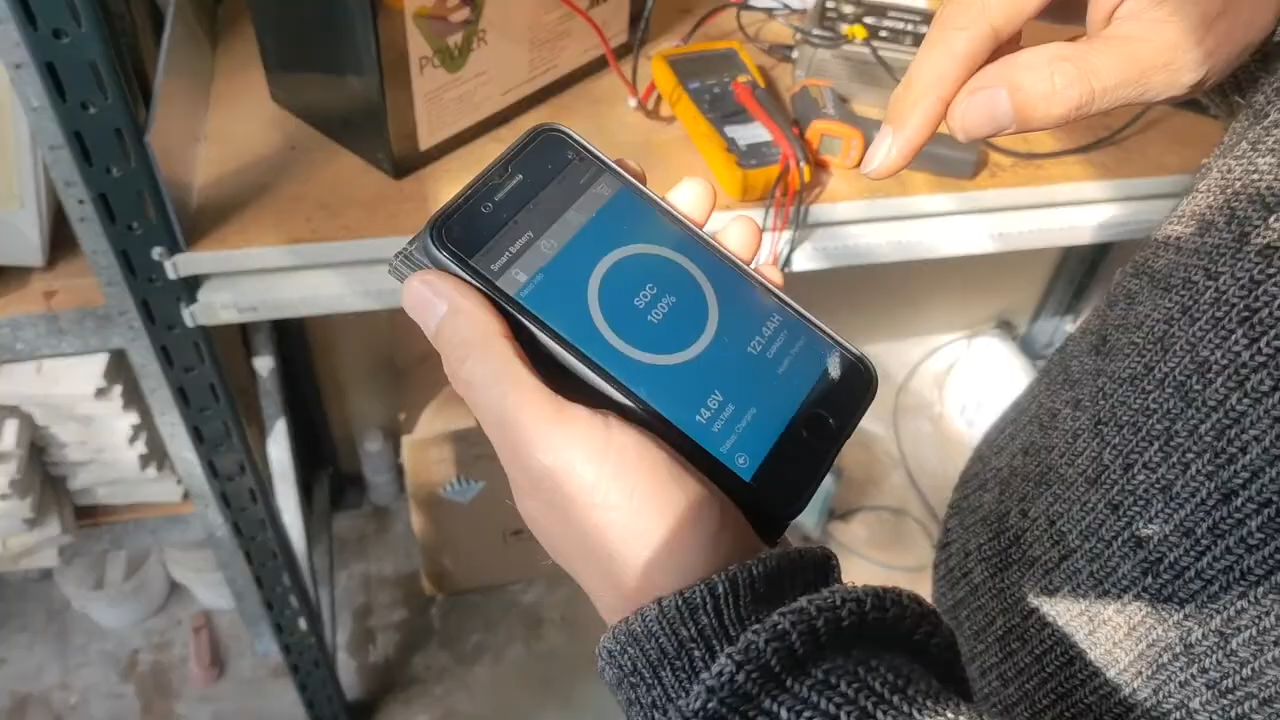 POWER
Smart Battery
SOC
100%
121.4AH
CAPACITY
14.6V
VOLTAGE
Status: Charging